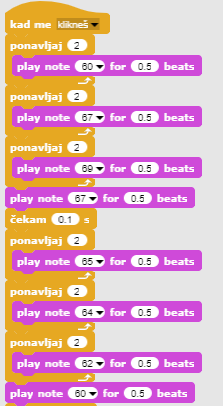 kad me klikneš
ponavljaj 2
play note 60 for 0.5 beats
ponavljaj 2
play note 67 for 0.5 beats
ponavljaj 2
play note 69 for 0.5 beats
play note 67 for 0.5 beats
čekam 0.1 s
ponavljaj 2
play note 65 for 0.5 beats
ponavljaj 2
play note 64 for 0.5 beats
ponavljaj 2
play note 62 for 0.5 beats
play note 60 for 0.5 beats